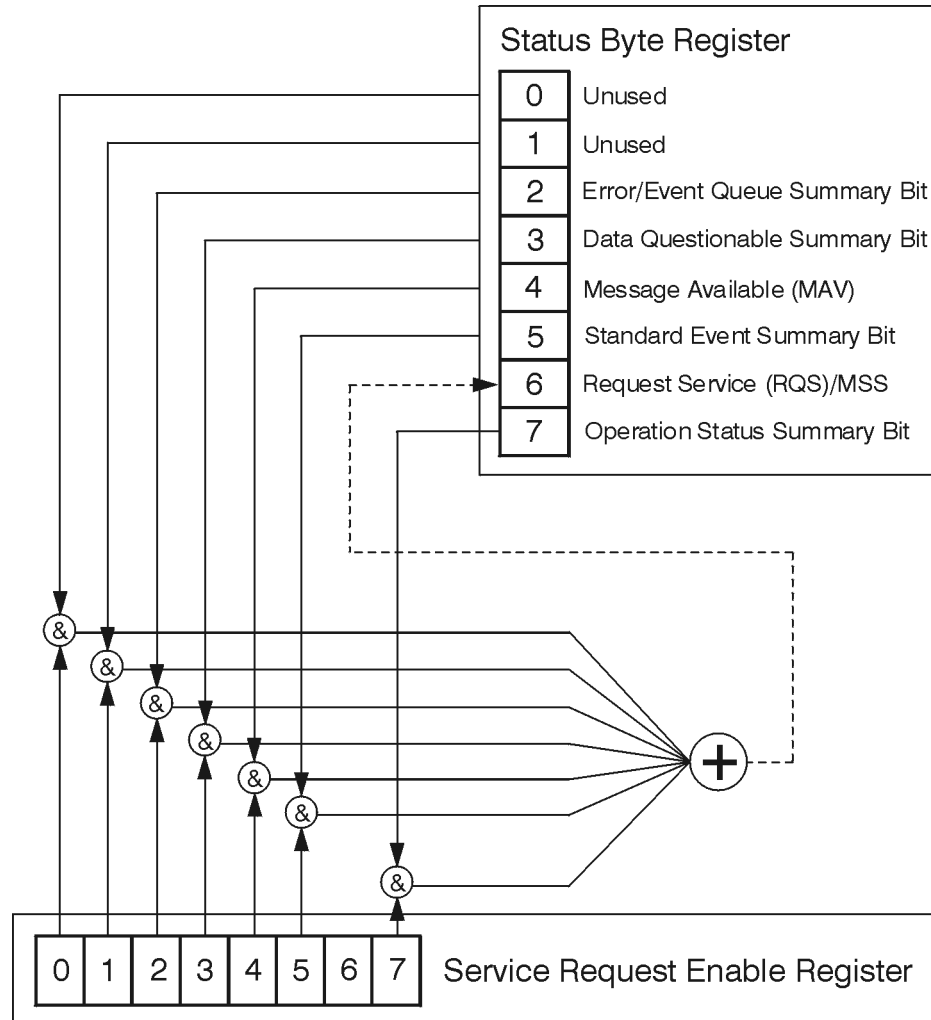 Status Byte Register
0 Unused
1 Unused
2 Error/Event Queue Summary Bit
3 Data Questionable Summary Bit
4 Message Available (MAV)
5 Standard Event Summary Bit
6 Request Service (RQS)/MSS
7 Operation Status Summary Bit
&
&
&
&
&
&
+
&
0 1 2 3 4 5 6 7 Service Request Enable Register